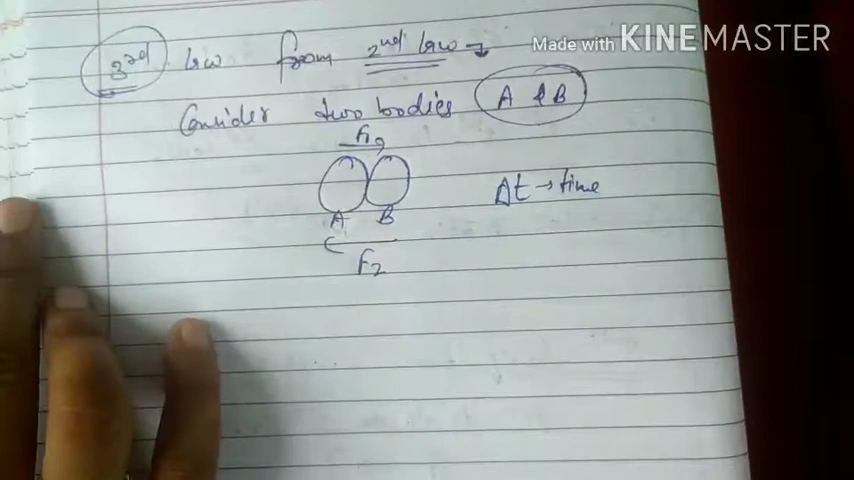 Made with KINEMASTER
3rd law from 2nd law →
Consider two bodies A & B
F1
A B
Δt → time
F2